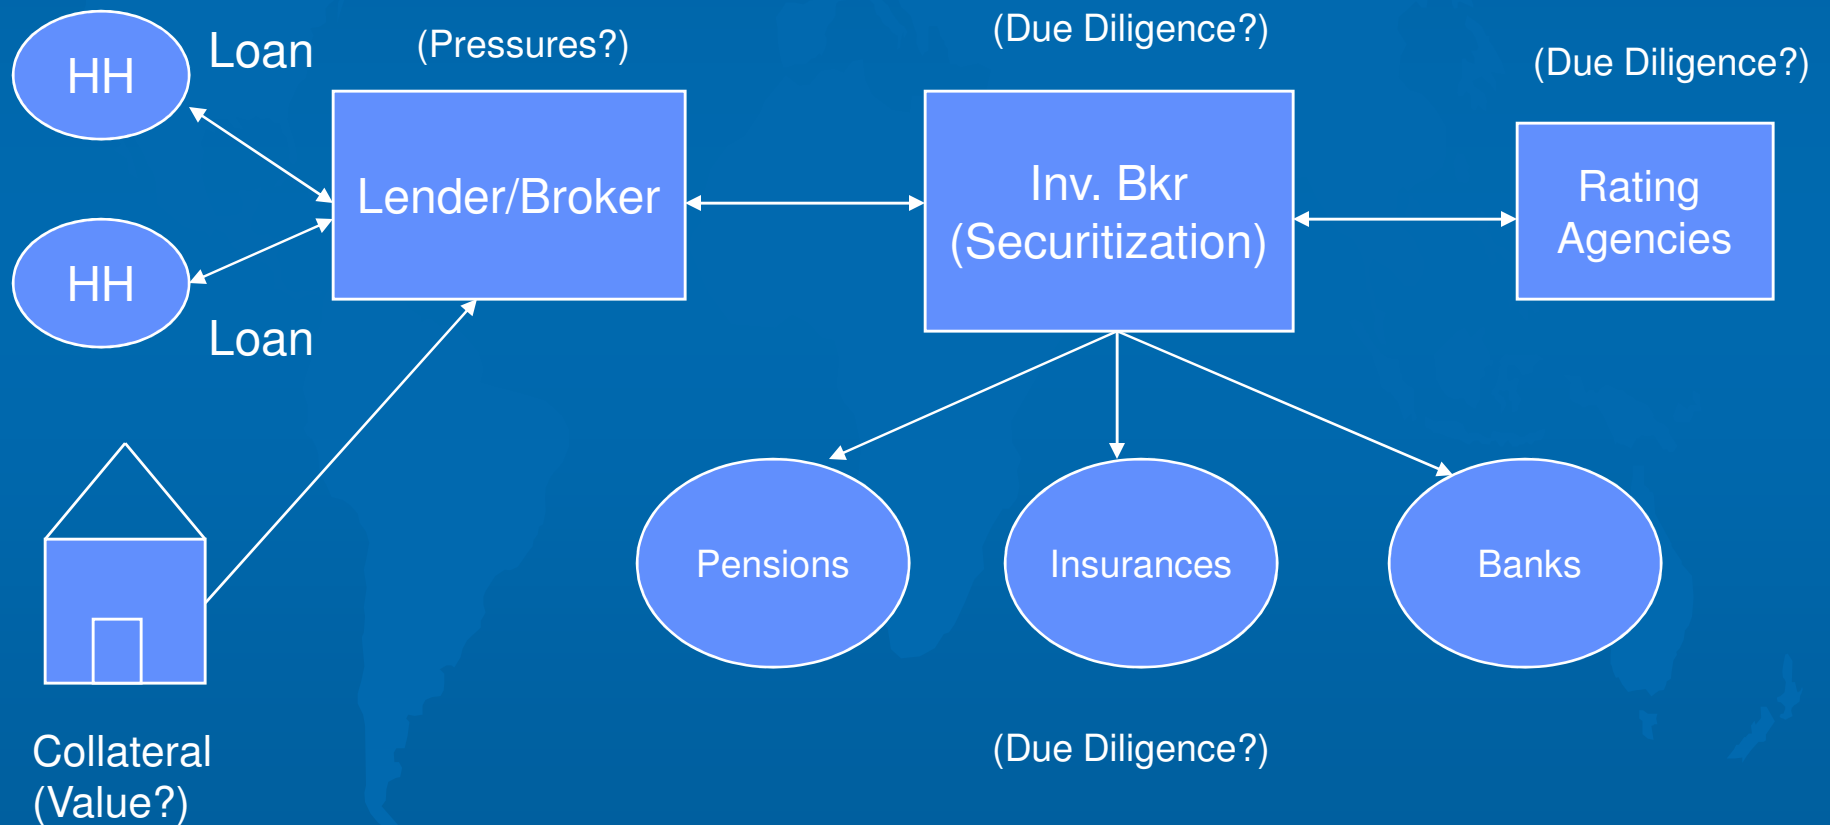 HH
Loan
(Pressures?)
(Due Diligence?)
(Due Diligence?)
Lender/Broker
Inv. Bkr
(Securitization)
Rating
Agencies
HH
Loan
Pensions
Insurances
Banks
Collateral
(Value?)
(Due Diligence?)